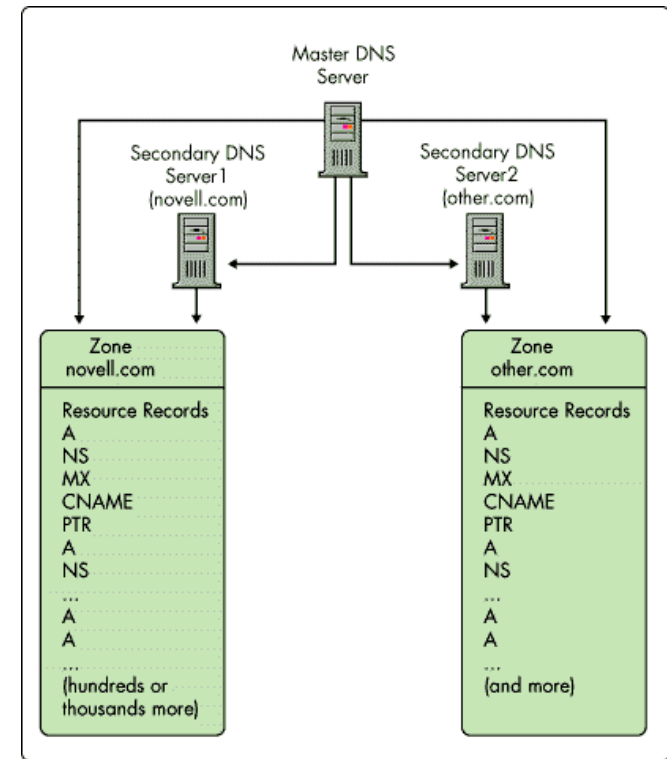 Master DNS
Server
Secondary DNS
Server1
(novell.com)
Secondary DNS
Server2
(other.com)
Zone
novell.com
Resource Records
A
NS
MX
CNAME
PTR
A
NS
...
A
A
...
(hundreds or
thousands more)
Zone
other.com
Resource Records
A
NS
MX
CNAME
PTR
A
NS
...
A
A
...
(and more)